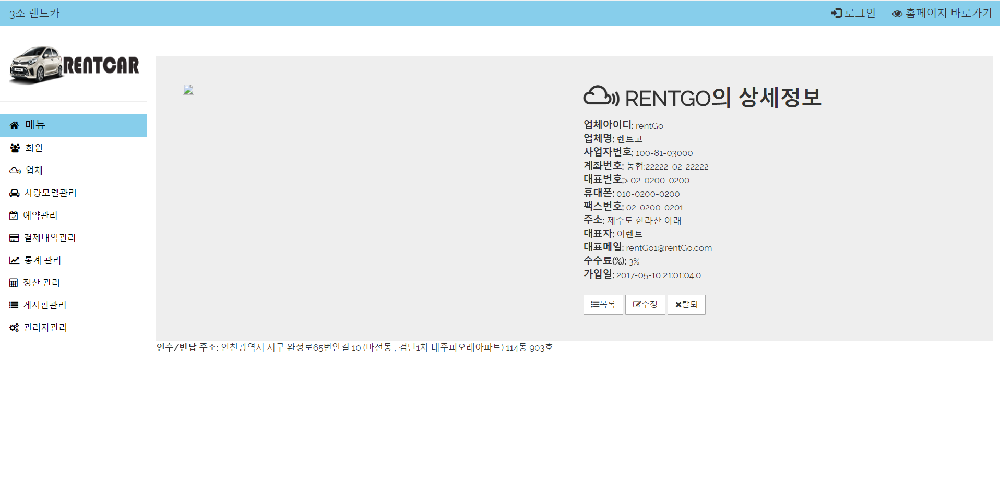 3조 렌트카
로그인
홈페이지 바로가기
RENTCAR
메뉴
회원
업체
차량모델관리
예약관리
결제내역관리
통계 관리
정산 관리
게시판관리
관리자관리
RENTGO의 상세정보
업체아이디: rentGo
업체명: 렌트고
사업자번호: 100-81-03000
계좌번호: 농협:22222-02-22222
대표번호:> 02-0200-0200
휴대폰: 010-0200-0200
팩스번호: 02-0200-0201
주소: 제주도 한라산 아래
대표자: 이렌트
대표메일: rentGo1@rentGo.com
수수료(%): 3%
가입일: 2017-05-10 21:01:04.0
목록
수정
탈퇴
인수/반납 주소: 인천광역시 서구 완정로65번안길 10 (마전동 , 검단1차 대주피오레아파트) 114동 903호